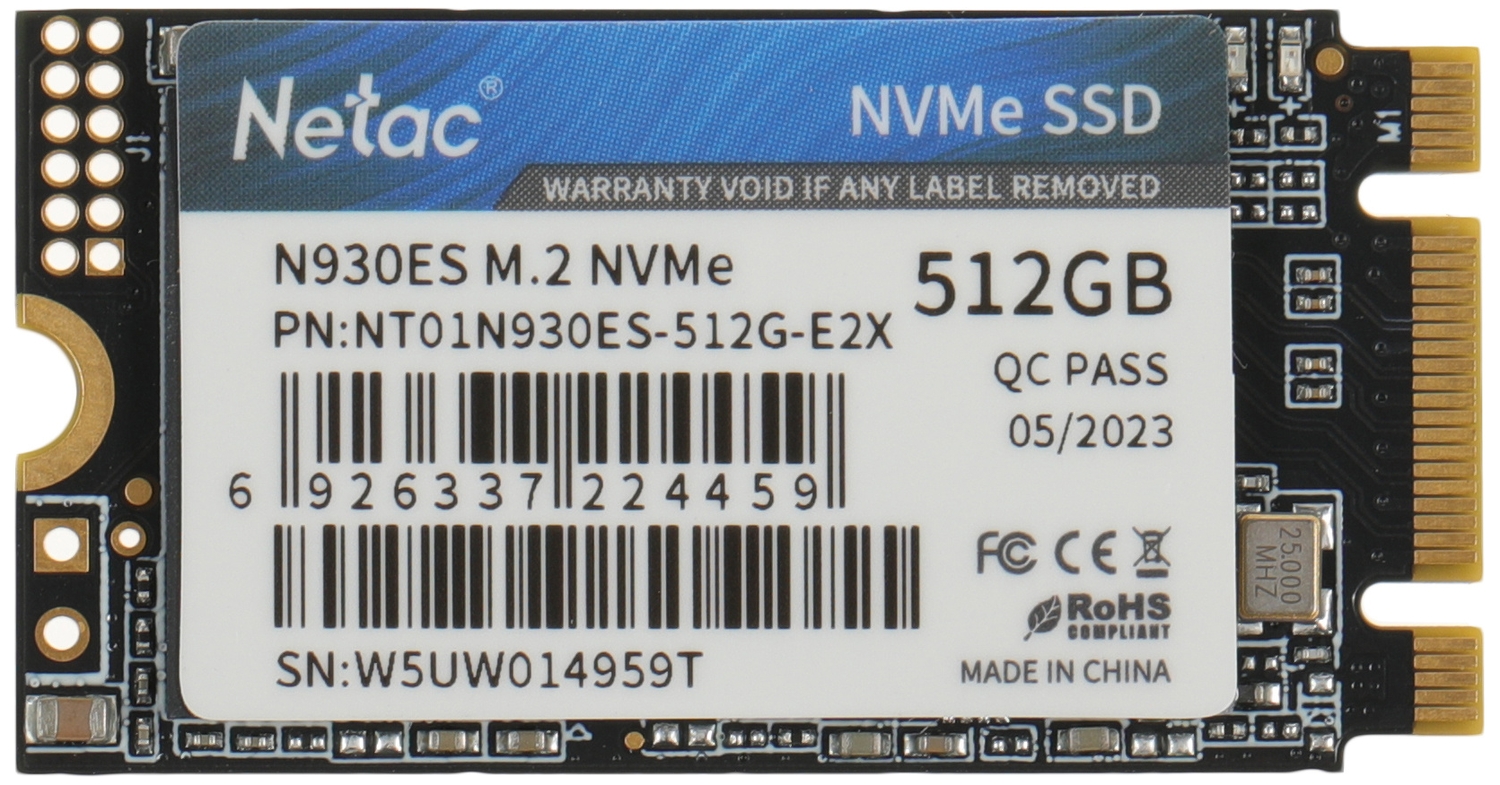 Netac®
NVMe SSD
WARRANTY VOID IF ANY LABEL REMOVED
N930ES M.2 NVMe
512GB
PN:NT01N930ES-512G-E2X
QC PASS
05/2023
6 926337 224459
FC CE
RoHS
COMPLIANT
SN:W5UW014959T
MADE IN CHINA
J1
M1
+
+
25.000
MHZ